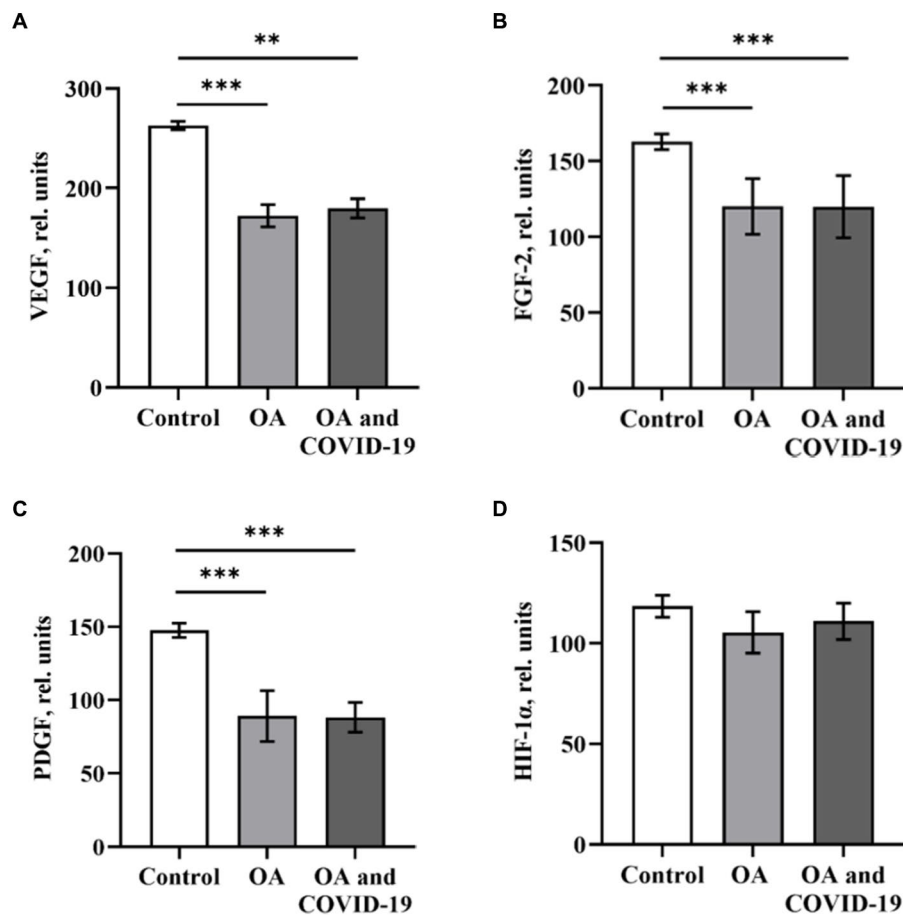 A
**
***
300
200
100
0
VEGF, rel. units
Control
OA
OA and
COVID-19
B
***
***
200
150
100
50
0
FGF-2, rel. units
Control
OA
OA and
COVID-19
C
***
***
200
150
100
50
0
PDGF, rel. units
Control
OA
OA and
COVID-19
D
150
100
50
0
HIF-1α, rel. units
Control
OA
OA and
COVID-19